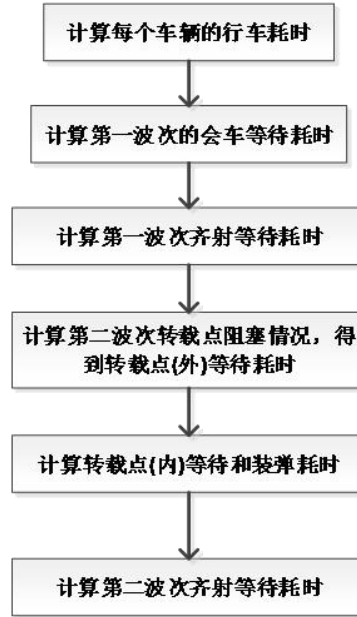 计算每个车辆的行车耗时
计算第一波次的会车等待耗时
计算第一波次齐射等待耗时
计算第二波次转载点阻塞情况，得
到转载点(外)等待耗时
计算转载点(内)等待和装弹耗时
计算第二波次齐射等待耗时